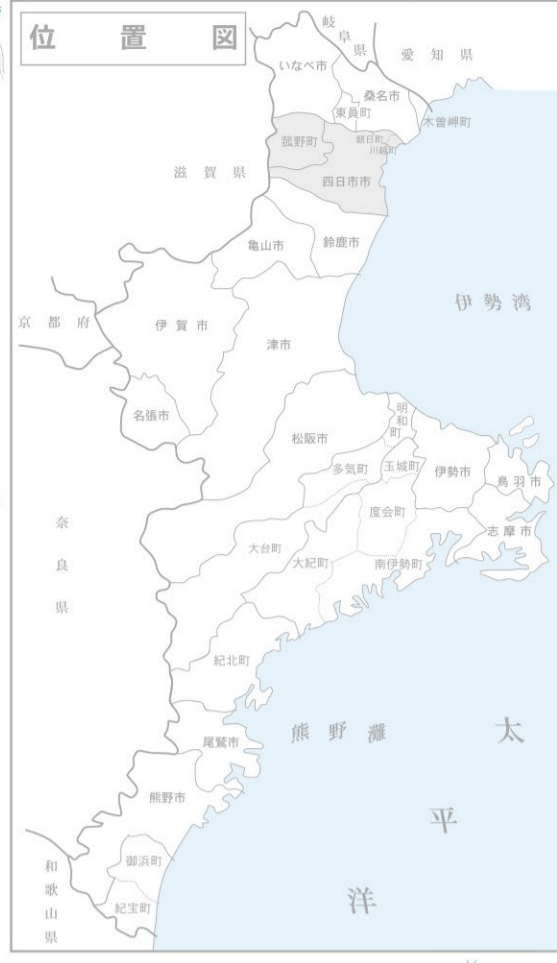 位置図
岐阜県
愛知県
いなべ市
桑名市
東員町
木曽岬町
菰野町
朝日町
川越町
滋賀県
四日市市
亀山市
鈴鹿市
伊勢湾
京都府
伊賀市
津市
名張市
松阪市
明和町
多気町
玉城町
伊勢市
鳥羽市
度会町
志摩市
奈良県
大台町
大紀町
南伊勢町
紀北町
熊野灘
太平洋
尾鷲市
熊野市
御浜町
和歌山県
紀宝町